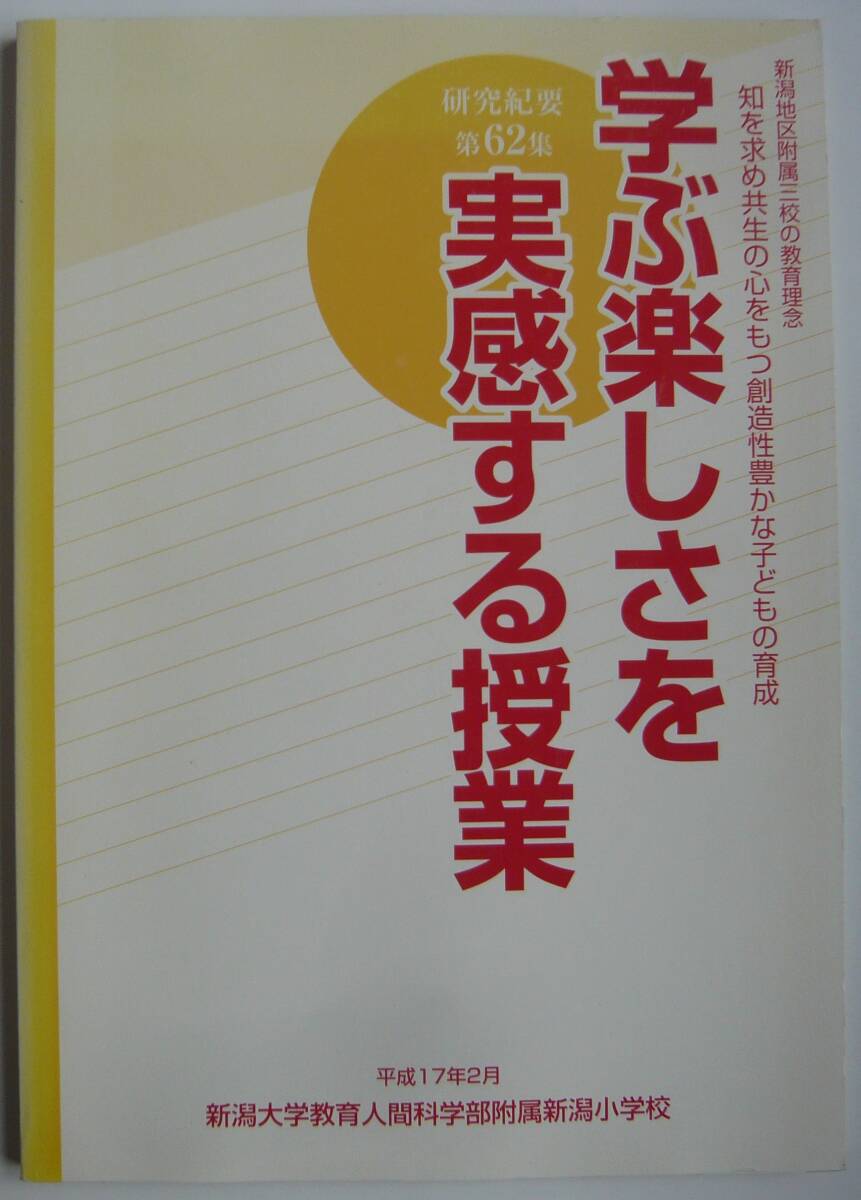 新潟地区附属三校の教育理念
知を求め共生の心をもつ創造性豊かな子どもの育成
学ぶ楽しさを
実感する授業
研究紀要
第62集
平成17年2月
新潟大学教育人間科学部附属新潟小学校